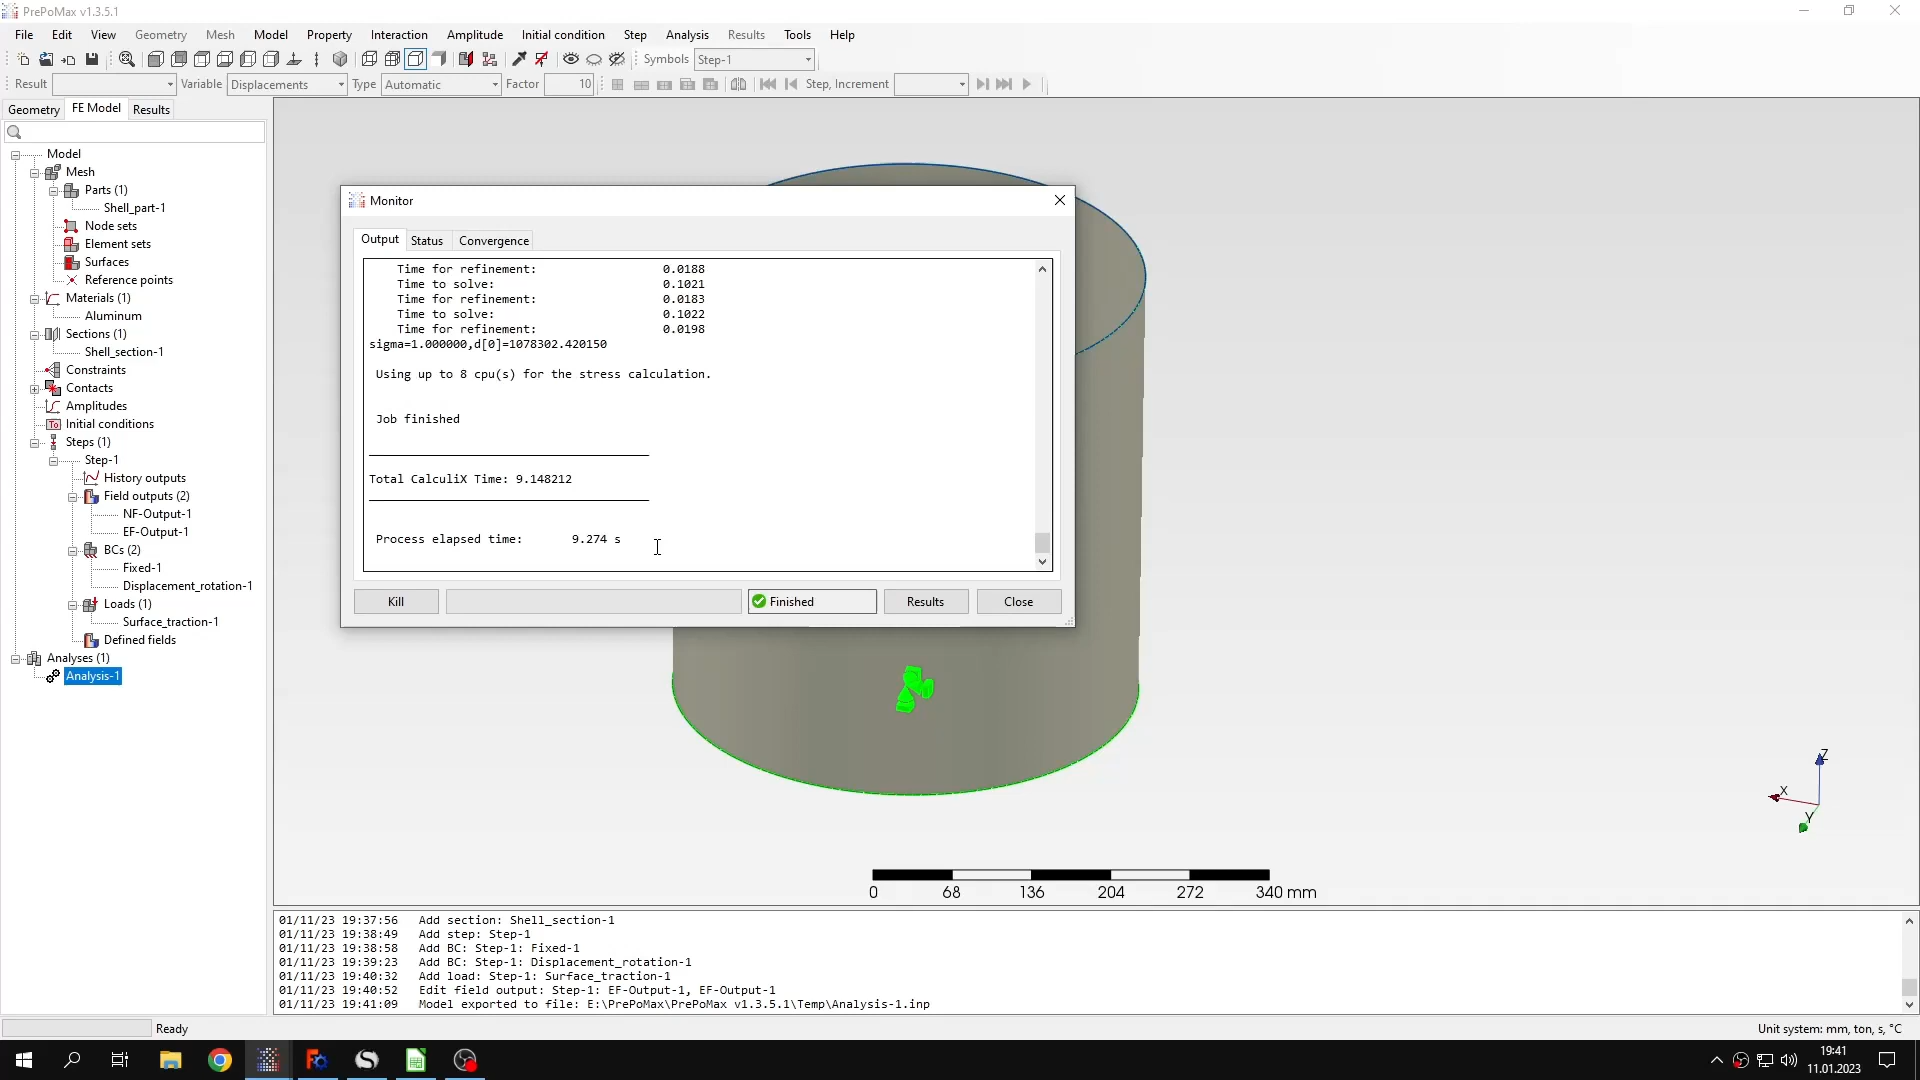 PrePoMax v1.3.5.1
File Edit View Geometry Mesh Model Property Interaction Amplitude Initial condition Step Analysis Results Tools Help
Symbols Step-1
Result Variable Displacements Type Automatic Factor 10 Step, Increment
Geometry FE Model Results
Model
Mesh
Parts (1)
Shell_part-1
Node sets
Element sets
Surfaces
Reference points
Materials (1)
Aluminum
Sections (1)
Shell_section-1
Constraints
Contacts
Amplitudes
Initial conditions
Steps (1)
Step-1
History outputs
Field outputs (2)
NF-Output-1
EF-Output-1
BCs (2)
Fixed-1
Displacement_rotation-1
Loads (1)
Surface_traction-1
Defined fields
Analyses (1)
Analysis-1
Monitor
Output Status Convergence
Time for refinement: 0.0188
Time to solve: 0.1021
Time for refinement: 0.0183
Time to solve: 0.1022
Time for refinement: 0.0198
sigma=1.000000,d[0]=1078302.420150
Using up to 8 cpu(s) for the stress calculation.
Job finished
Total CalculiX Time: 9.148212
Process elapsed time: 9.274 s
Kill Finished Results Close
Z
X
Y
0 68 136 204 272 340 mm
01/11/23 19:37:56 Add section: Shell_section-1
01/11/23 19:38:49 Add step: Step-1
01/11/23 19:38:58 Add BC: Step-1: Fixed-1
01/11/23 19:39:23 Add BC: Step-1: Displacement_rotation-1
01/11/23 19:40:32 Add load: Step-1: Surface_traction-1
01/11/23 19:40:52 Edit field output: Step-1: EF-Output-1, EF-Output-1
01/11/23 19:41:09 Model exported to file: E:\PrePoMax\PrePoMax v1.3.5.1\Temp\Analysis-1.inp
Ready
Unit system: mm, ton, s, °C
19:41
11.01.2023